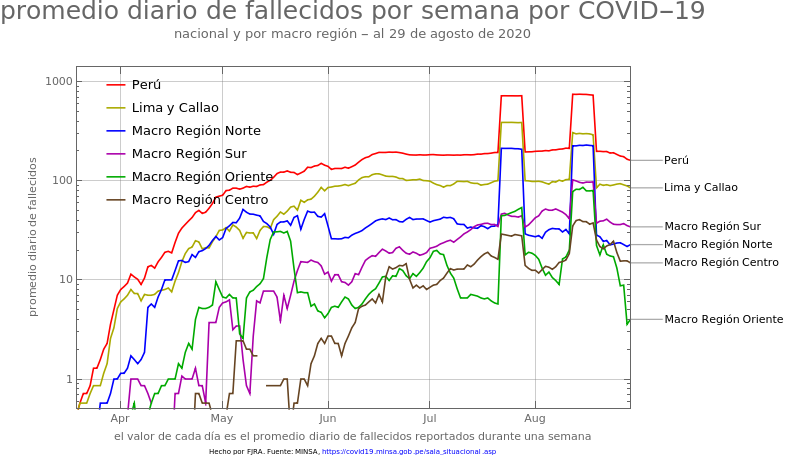 promedio diario de fallecidos por semana por COVID−19
nacional y por macro región − al 29 de agosto de 2020
promedio diario de fallecidos
1000
100
10
1
Perú
Lima y Callao
Macro Región Norte
Macro Región Sur
Macro Región Oriente
Macro Región Centro
Perú
Lima y Callao
Macro Región Sur
Macro Región Norte
Macro Región Centro
Macro Región Oriente
Apr May Jun Jul Aug
el valor de cada día es el promedio diario de fallecidos reportados durante una semana
Hecho por FJRA. Fuente: MINSA, https://covid19.minsa.gob.pe/sala_situacional .asp